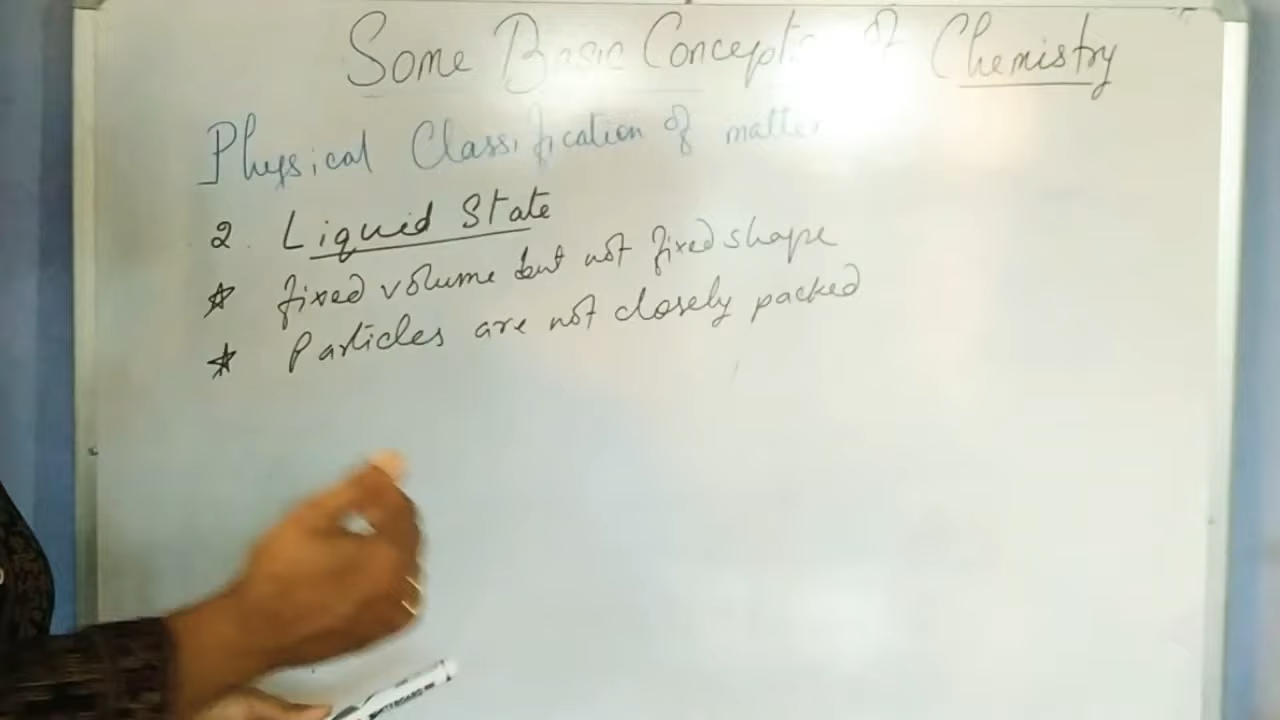 Some Basic Concepts of Chemistry
Physical Classification of matter
2. Liquid State
☆ fixed volume but not fixed shape
☆ Particles are not closely packed